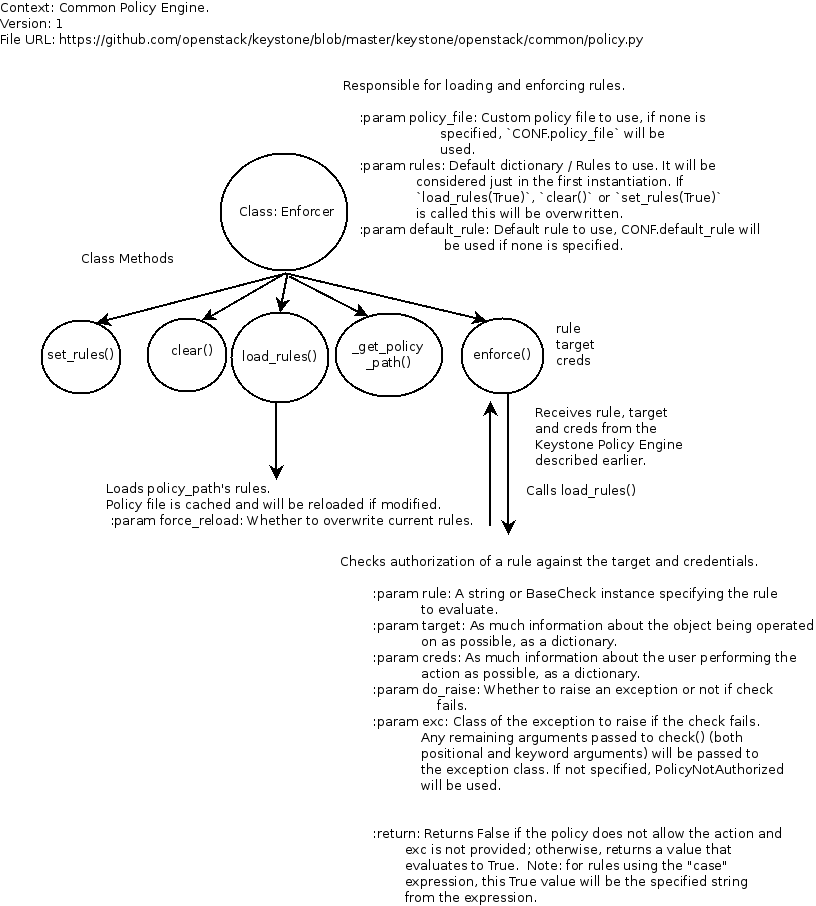 Context: Common Policy Engine.
Version: 1
File URL: https://github.com/openstack/keystone/blob/master/keystone/openstack/common/policy.py
Responsible for loading and enforcing rules.
:param policy_file: Custom policy file to use, if none is
specified, `CONF.policy_file` will be
used.
:param rules: Default dictionary / Rules to use. It will be
considered just in the first instantiation. If
`load_rules(True)`, `clear()` or `set_rules(True)`
is called this will be overwritten.
:param default_rule: Default rule to use, CONF.default_rule will
be used if none is specified.
Class: Enforcer
Class Methods
set_rules()
clear()
load_rules()
_get_policy
_path()
enforce()
rule
target
creds
Receives rule, target
and creds from the
Keystone Policy Engine
described earlier.
Calls load_rules()
Loads policy_path's rules.
Policy file is cached and will be reloaded if modified.
:param force_reload: Whether to overwrite current rules.
Checks authorization of a rule against the target and credentials.
:param rule: A string or BaseCheck instance specifying the rule
to evaluate.
:param target: As much information about the object being operated
on as possible, as a dictionary.
:param creds: As much information about the user performing the
action as possible, as a dictionary.
:param do_raise: Whether to raise an exception or not if check
fails.
:param exc: Class of the exception to raise if the check fails.
Any remaining arguments passed to check() (both
positional and keyword arguments) will be passed to
the exception class. If not specified, PolicyNotAuthorized
will be used.
:return: Returns False if the policy does not allow the action and
exc is not provided; otherwise, returns a value that
evaluates to True.  Note: for rules using the "case"
expression, this True value will be the specified string
from the expression.